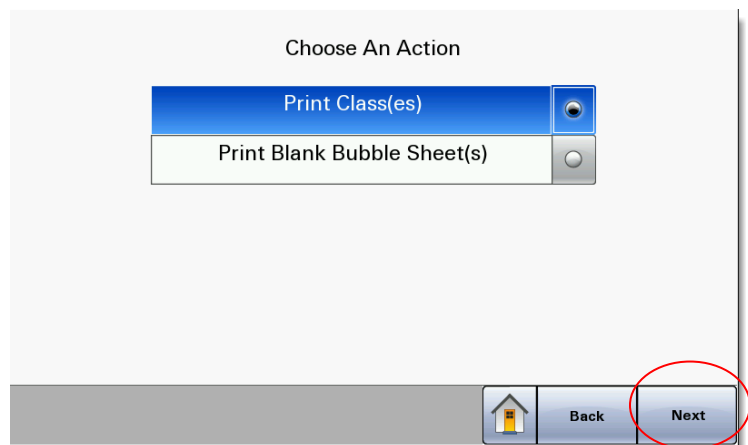 Choose An Action
Print Class(es)
Print Blank Bubble Sheet(s)
Back
Next